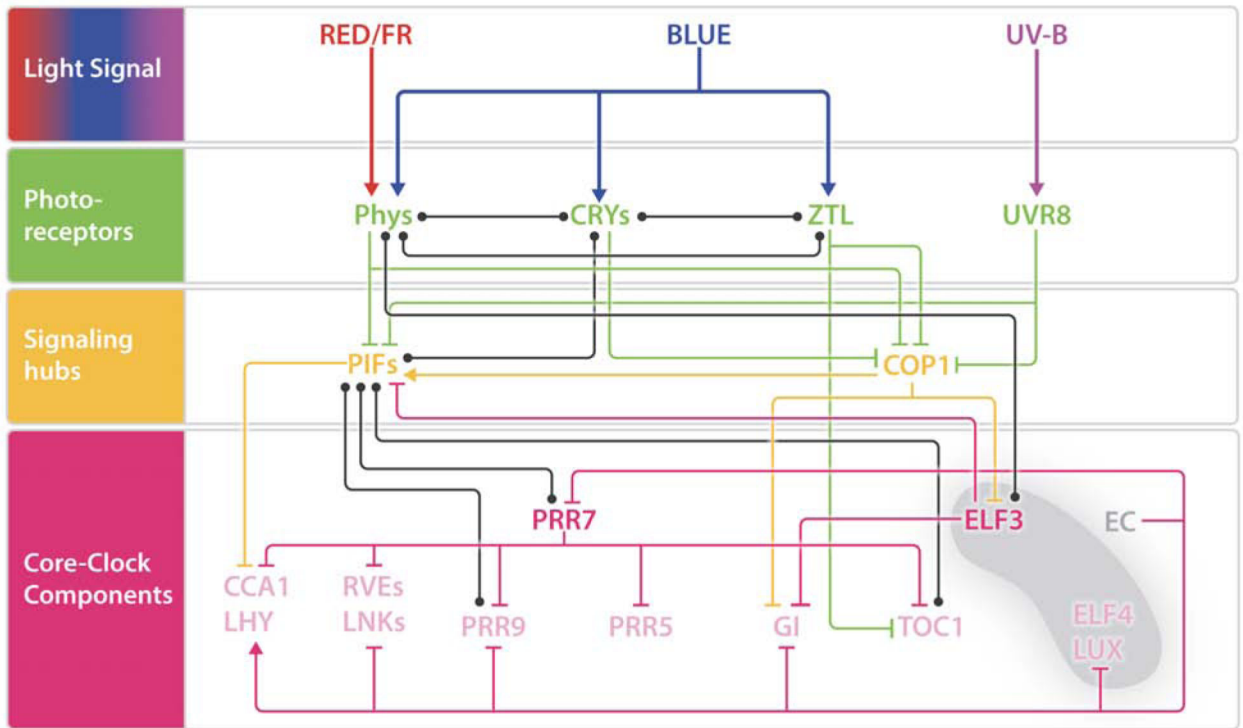 Light Signal
RED/FR
BLUE
UV-B
Photo-
receptors
Phys
CRYs
ZTL
UVR8
Signaling
hubs
PIFs
COP1
Core-Clock
Components
PRR7
ELF3
EC
CCA1
LHY
RVEs
LNKs
PRR9
PRR5
GI
TOC1
ELF4
LUX